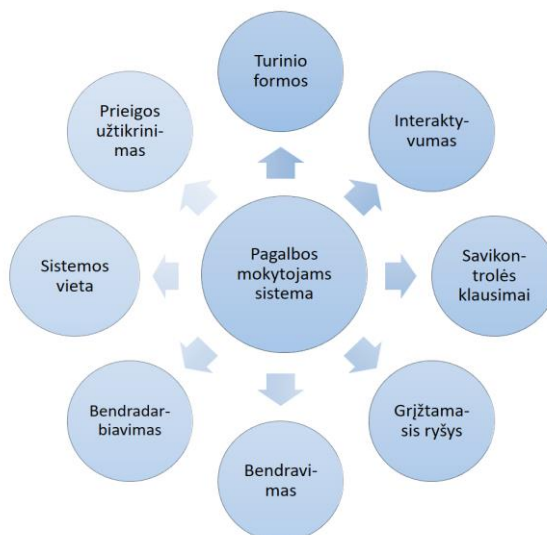 Turinio
formos
Interakty-
vumas
Savikon-
trolės
klausimai
Grįžtama-
sis ryšys
Bendravi-
mas
Bendradar-
biavimas
Sistemos
vieta
Prieigos
užtikrini-
mas
Pagalbos
mokytojams
sistema